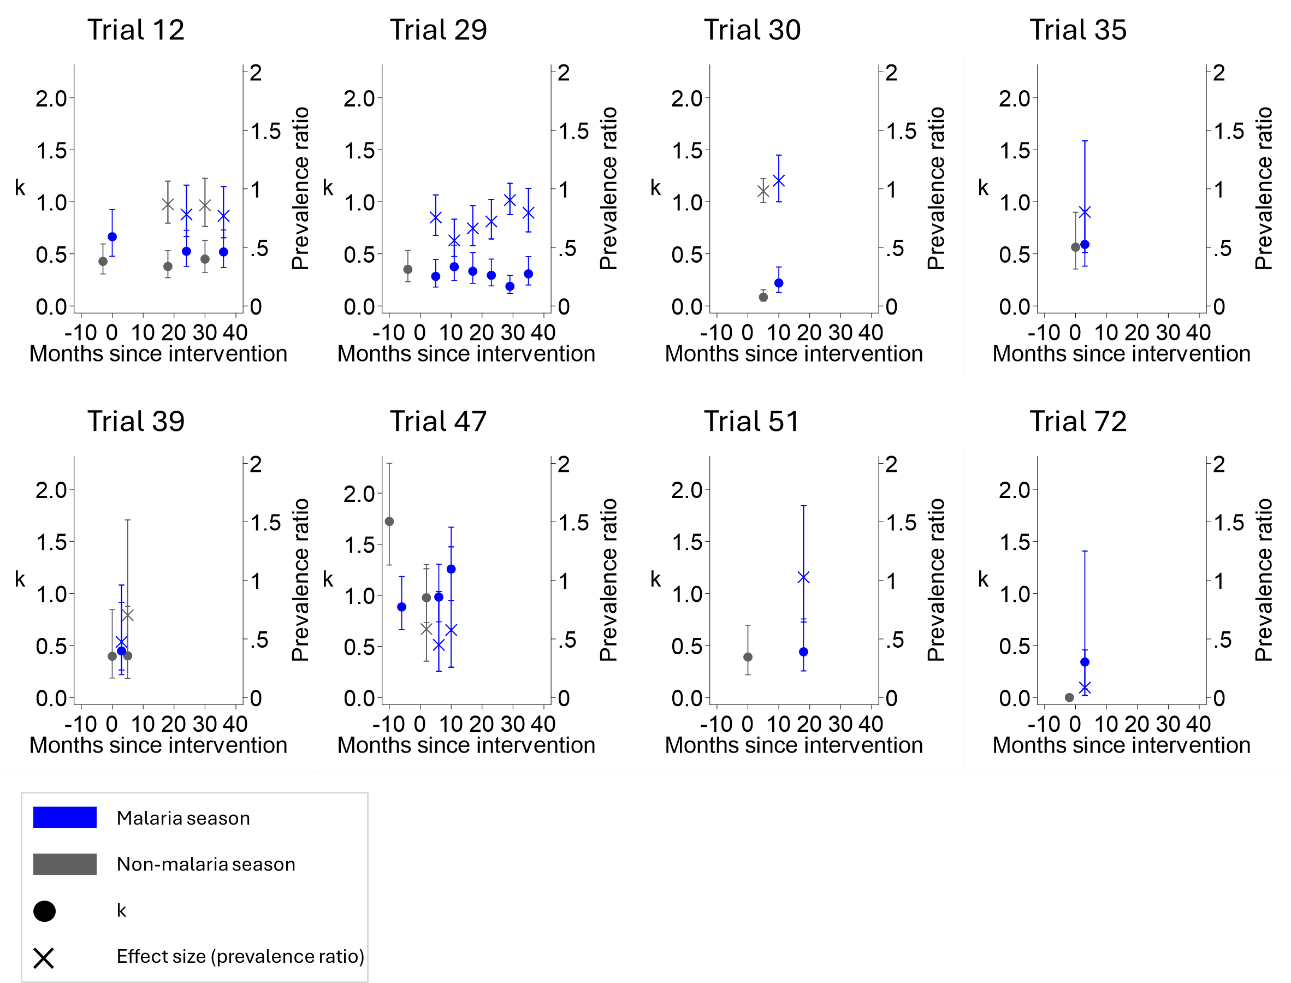 Trial 12 Trial 29 Trial 30 Trial 35
2 2 2 2
2.0 2.0 2.0 2.0
1.5 1.5 1.5 1.5
1.5 1.5 1.5 1.5
k k k k
1 1 1 1
1.0 1.0 1.0 1.0
0.5 0.5 0.5 0.5
.5 .5 .5 .5
0.0 0.0 0.0 0.0
0 0 0 0
Prevalence ratio Prevalence ratio Prevalence ratio Prevalence ratio
-10 0 10 20 30 40 -10 0 10 20 30 40 -10 0 10 20 30 40 -10 0 10 20 30 40
Months since intervention Months since intervention Months since intervention Months since intervention
Trial 39 Trial 47 Trial 51 Trial 72
2 2 2 2
2.0 2.0 2.0 2.0
1.5 1.5 1.5 1.5
1.5 1.5 1.5 1.5
k k k k
1 1 1 1
1.0 1.0 1.0 1.0
0.5 0.5 0.5 0.5
.5 .5 .5 .5
0.0 0.0 0.0 0.0
0 0 0 0
Prevalence ratio Prevalence ratio Prevalence ratio Prevalence ratio
-10 0 10 20 30 40 -10 0 10 20 30 40 -10 0 10 20 30 40 -10 0 10 20 30 40
Months since intervention Months since intervention Months since intervention Months since intervention
Malaria season
Non-malaria season
k
Effect size (prevalence ratio)